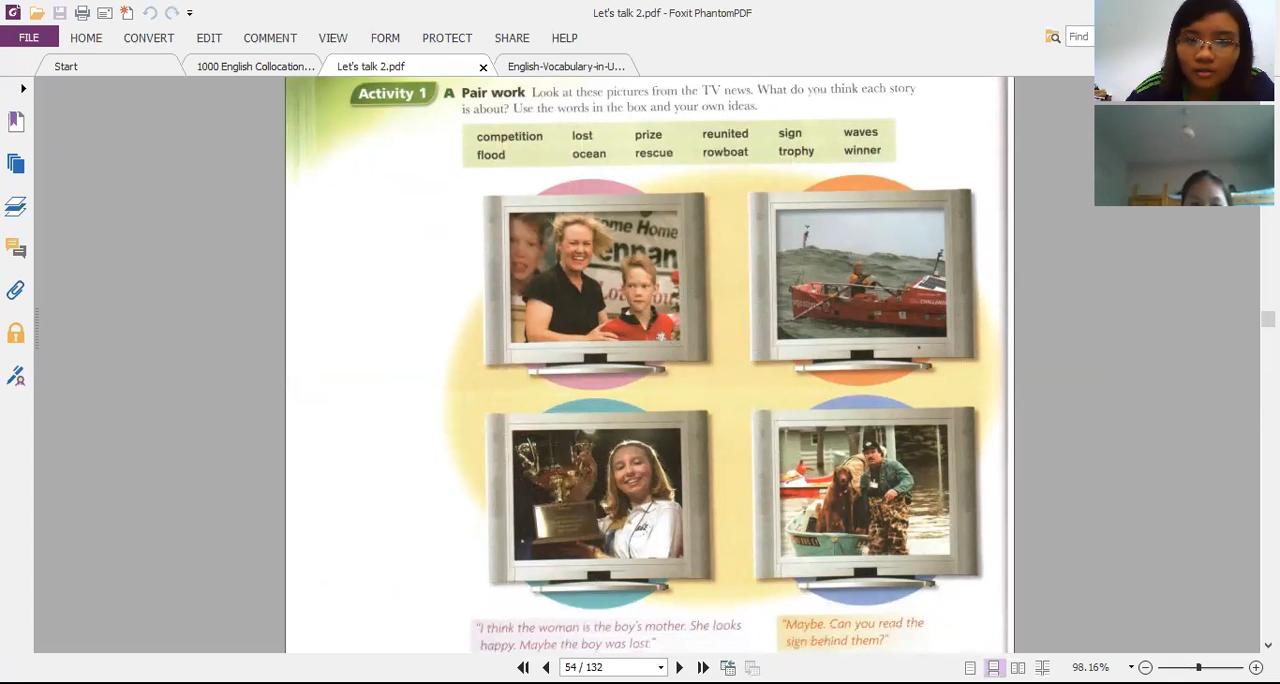 Let's talk 2.pdf - Foxit PhantomPDF
FILE HOME CONVERT EDIT COMMENT VIEW FORM PROTECT SHARE HELP
Find
Start
1000 English Collocation...
Let's talk 2.pdf
English-Vocabulary-in-U...
Activity 1 A Pair work Look at these pictures from the TV news. What do you think each story
is about? Use the words in the box and your own ideas.
competition lost prize reunited sign waves
flood ocean rescue rowboat trophy winner
ome Home
ennan
"I think the woman is the boy's mother. She looks
happy. Maybe the boy was lost."
"Maybe. Can you read the
sign behind them?"
54 / 132
98.16%